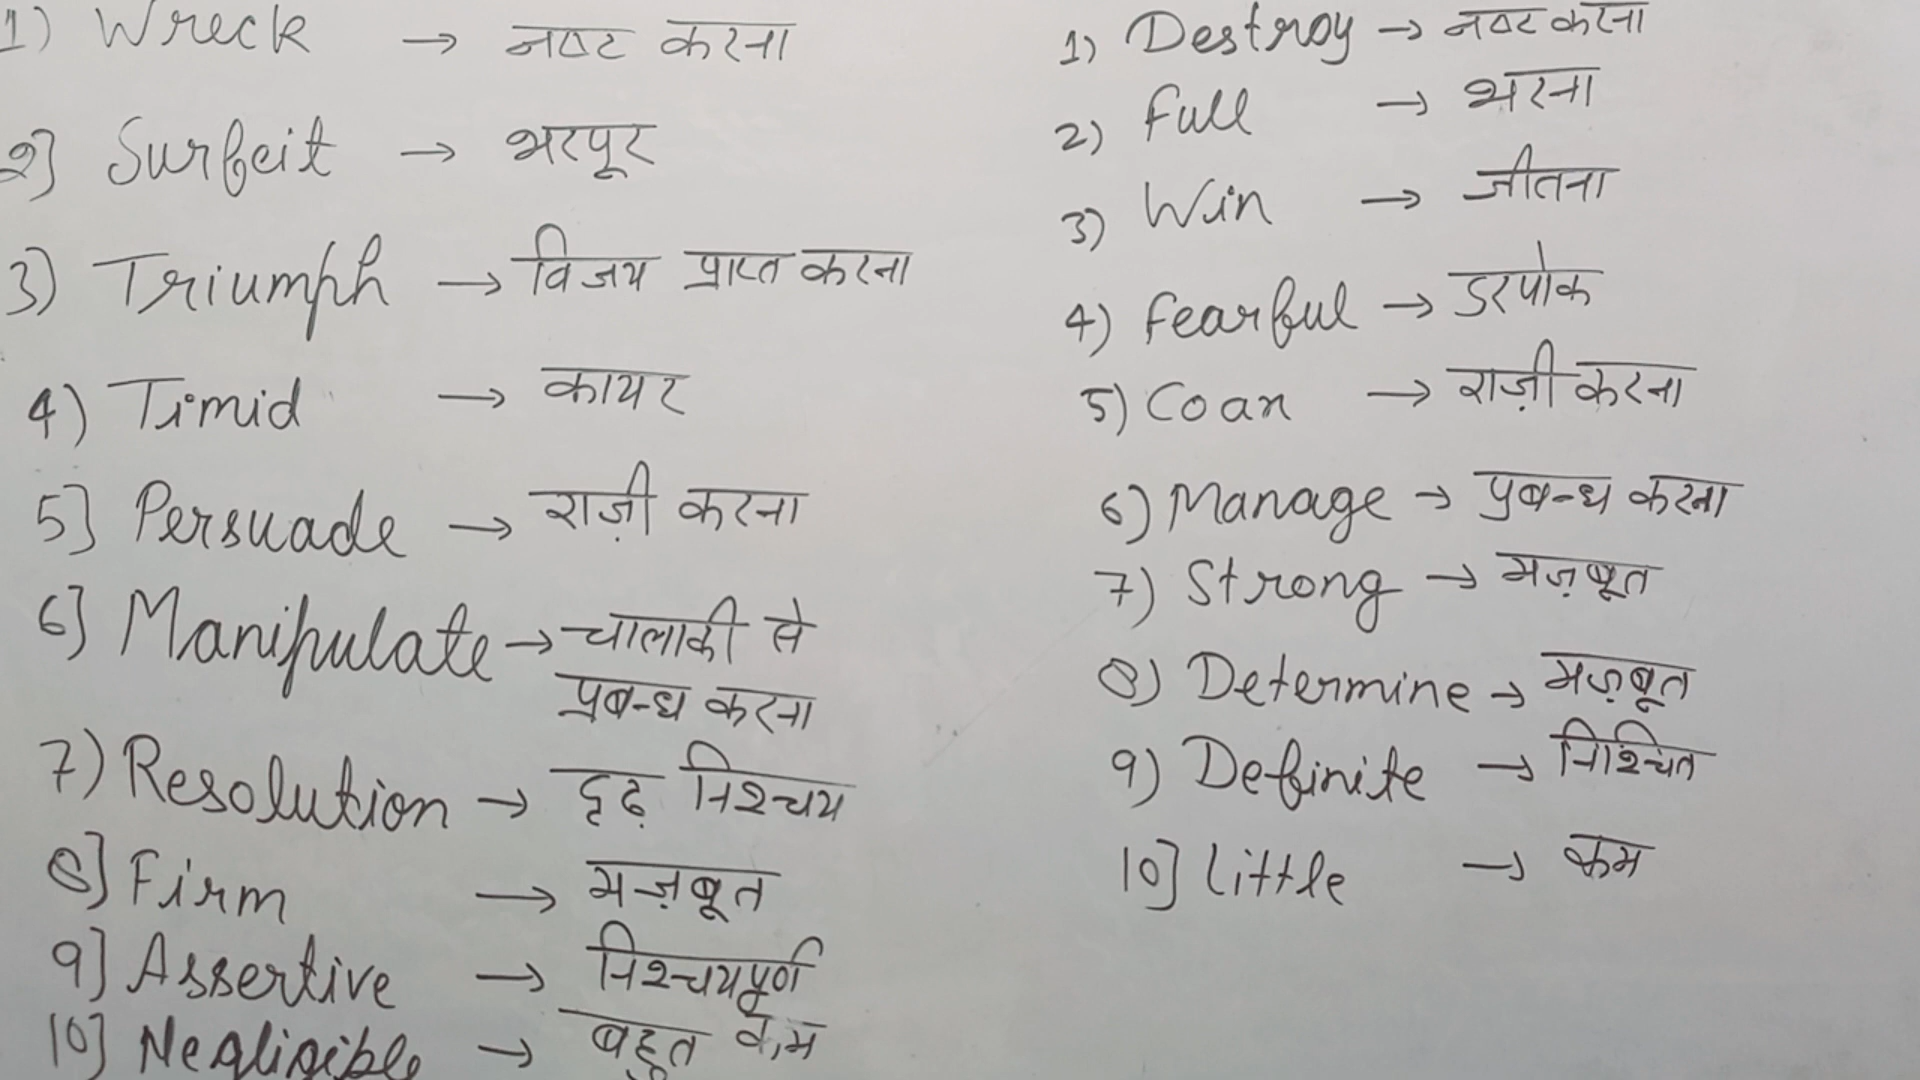 1) Wreck → नष्ट करना
2] Surfeit → भरपूर
3) Triumph → विजय प्राप्त करना
4) Timid → कायर
5] Persuade → राज़ी करना
6] Manipulate → चालाकी से
प्रबन्ध करना
7) Resolution → दृढ़ निश्चय
8] Firm → मज़बूत
9] Assertive → निश्चयपूर्ण
10] Negligible → बहुत कम
1) Destroy → नष्ट करना
2) Full → भरना
3) Win → जीतना
4) Fearful → डरपोक
5) Coax → राज़ी करना
6) Manage → प्रबन्ध करना
7) Strong → मज़बूत
8) Determine → मज़बूत
9) Definite → निश्चित
10] Little → कम